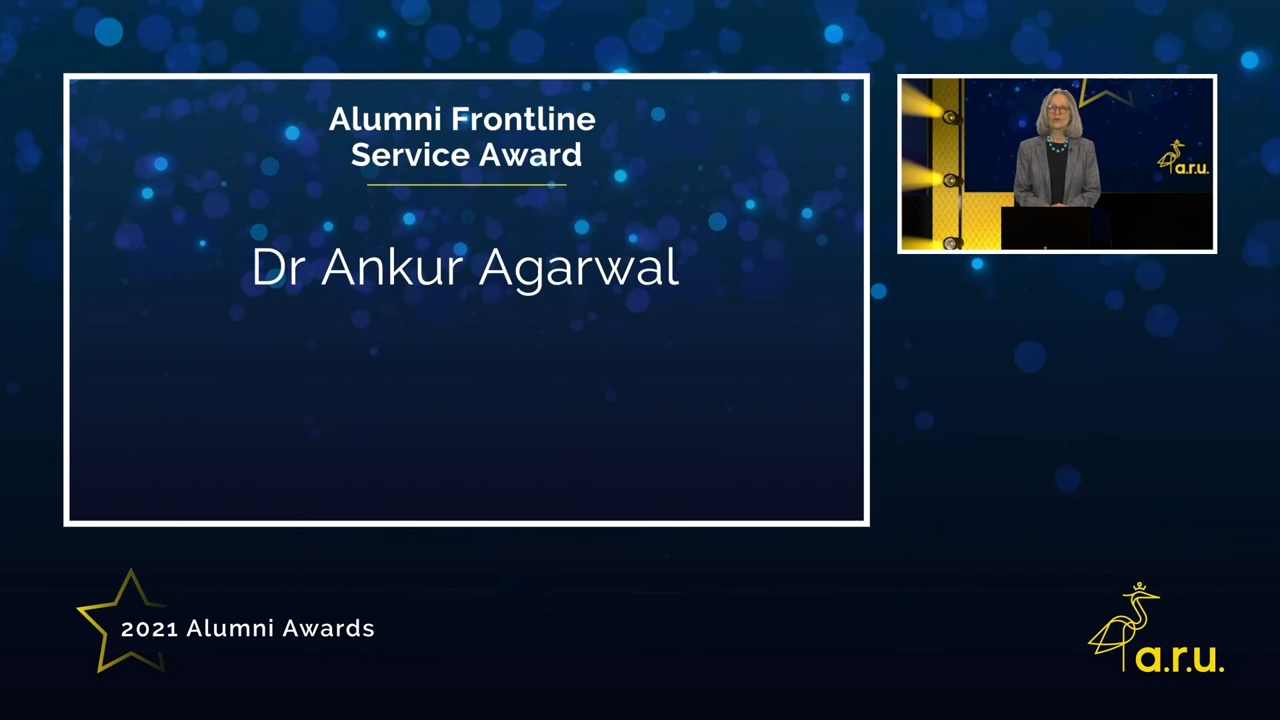 Alumni Frontline
Service Award
Dr Ankur Agarwal
a.r.u.
2021 Alumni Awards
a.r.u.